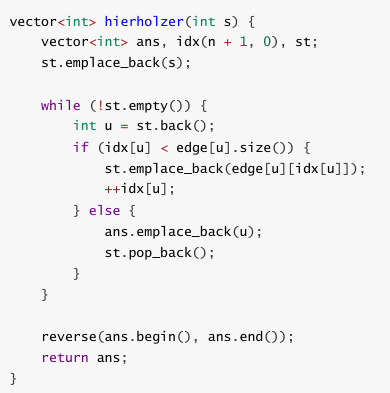 vector<int> hierholzer(int s) {
    vector<int> ans, idx(n + 1, 0), st;
    st.emplace_back(s);

    while (!st.empty()) {
        int u = st.back();
        if (idx[u] < edge[u].size()) {
            st.emplace_back(edge[u][idx[u]]);
            ++idx[u];
        } else {
            ans.emplace_back(u);
            st.pop_back();
        }
    }

    reverse(ans.begin(), ans.end());
    return ans;
}